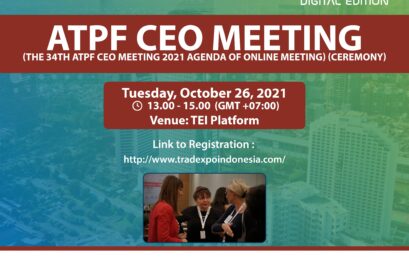 DIGITAL EDITION
ATPF CEO MEETING
(THE 34TH ATPF CEO MEETING 2021 AGENDA OF ONLINE MEETING) (CEREMONY)
Tuesday, October 26, 2021
13.00 - 15.00 (GMT +07:00)
Venue: TEI Platform
Link to Registration :
http://www.tradexpoindonesia.com/